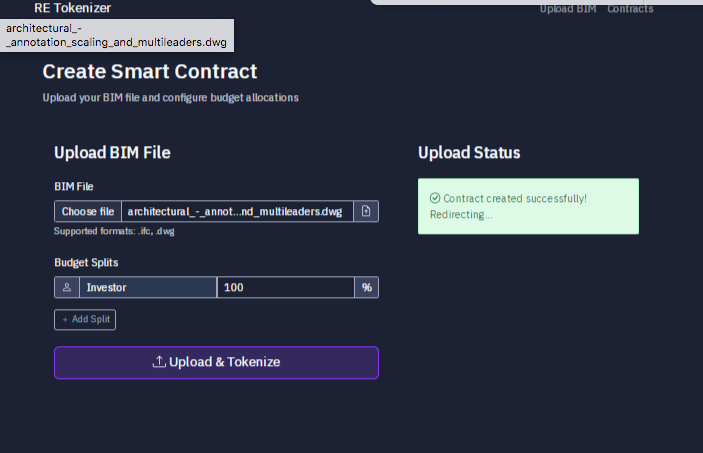 RE Tokenizer
Upload BIM Contracts
architectural_-
_annotation_scaling_and_multileaders.dwg
Create Smart Contract
Upload your BIM file and configure budget allocations
Upload BIM File
BIM File
Choose file architectural_-_annot...nd_multileaders.dwg
Supported formats: .ifc, .dwg
Budget Splits
Investor 100 %
+ Add Split
Upload & Tokenize
Upload Status
Contract created successfully!
Redirecting...